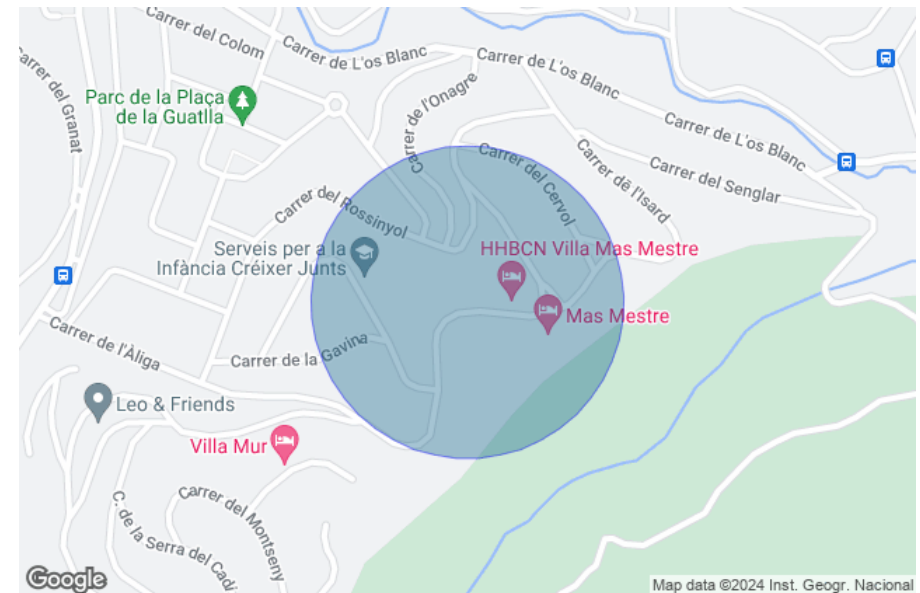 Carrer del Colom
Carrer de L'os Blanc
Carrer de L'os Blanc
Carrer del Granat
Parc de la Plaça
de la Guatlla
Carrer de l'Onagre
Carrer de L'os Blanc
Carrer del Cervol
Carrer de l'Isard
Carrer del Senglar
Carrer del Rossinyol
Serveis per a la
Infància Créixer Junts
HHBCN Villa Mas Mestre
Mas Mestre
Carrer de l'Àliga
Carrer de la Gavina
Leo & Friends
Villa Mur
Carrer del Montseny
C. de la Serra del Cadí
Google
Map data ©2024 Inst. Geogr. Nacional